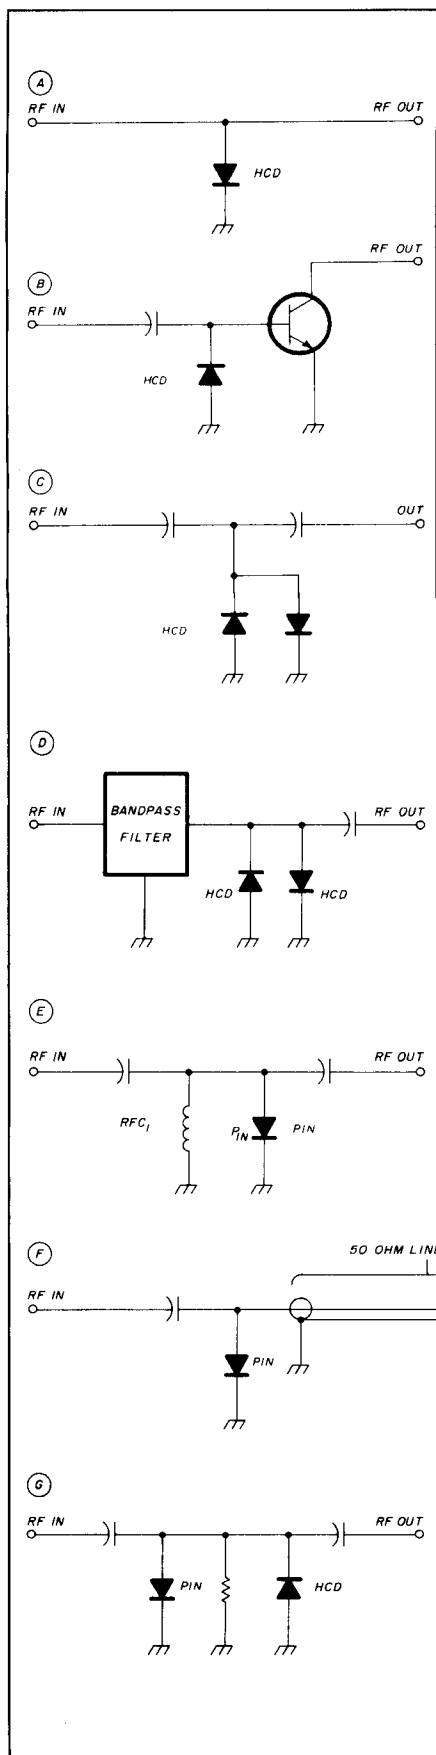 A
RF IN RF OUT
HCD
RF OUT
B
RF IN
HCD
C
RF IN OUT
HCD
D
RF IN BANDPASS FILTER RF OUT
HCD HCD
E
RF IN RF OUT
RFC1 PIN PIN
F
50 OHM LINE
RF IN
PIN
G
RF IN RF OUT
PIN HCD